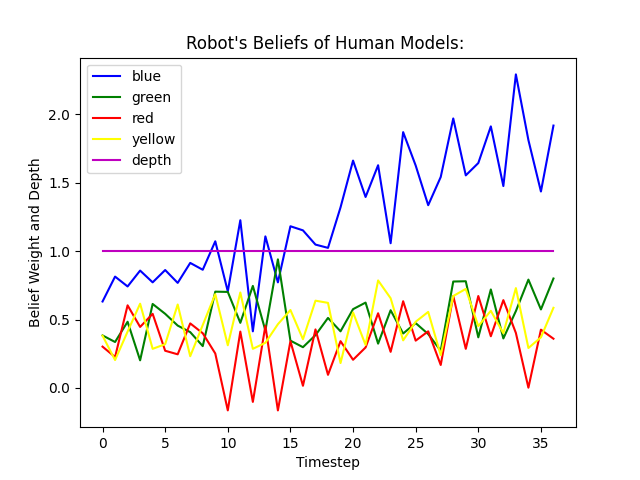 Robot's Beliefs of Human Models:
blue
green
red
yellow
depth
Belief Weight and Depth
2.0
1.5
1.0
0.5
0.0
0 5 10 15 20 25 30 35
Timestep